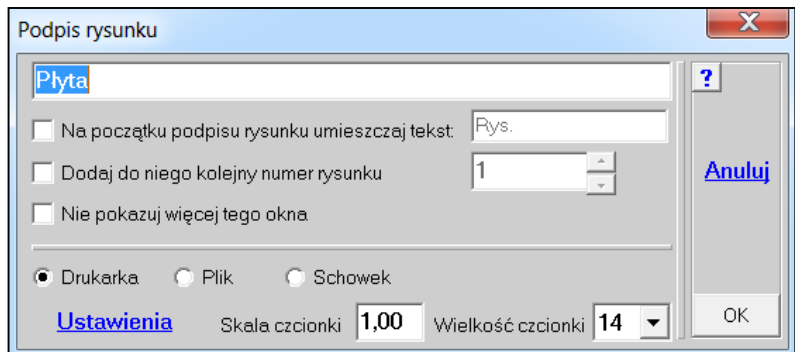 Podpis rysunku
X
Płyta
?
Na początku podpisu rysunku umieszczaj tekst: Rys.
Dodaj do niego kolejny numer rysunku 1
Anuluj
Nie pokazuj więcej tego okna
Drukarka Plik Schowek
Ustawienia Skala czcionki 1,00 Wielkość czcionki 14
OK